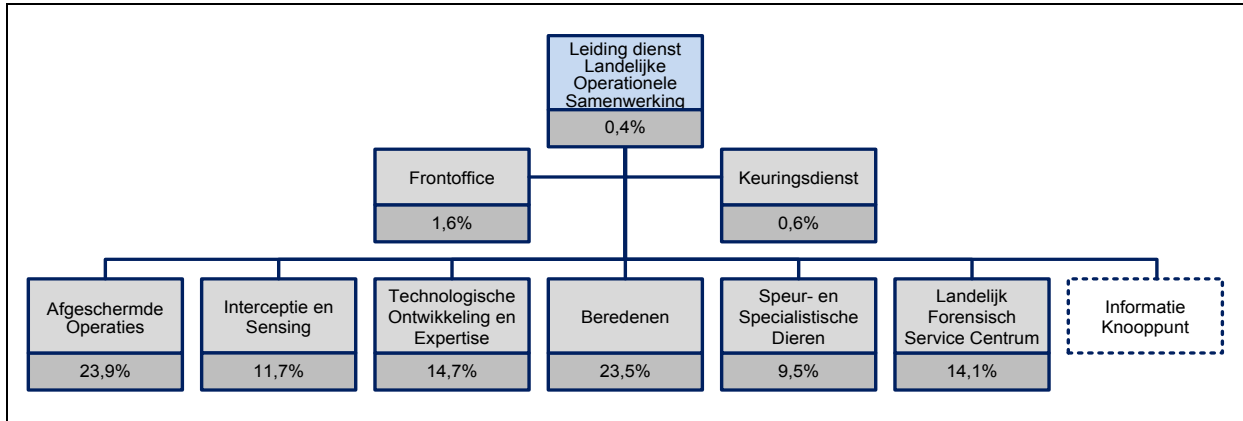 Leiding dienst
Landelijke
Operationele
Samenwerking
0,4%
Frontoffice
1,6%
Keuringsdienst
0,6%
Afgeschermde
Operaties
23,9%
Interceptie en
Sensing
11,7%
Technologische
Ontwikkeling en
Expertise
14,7%
Beredenen
23,5%
Speur- en
Specialistische
Dieren
9,5%
Landelijk
Forensisch
Service Centrum
14,1%
Informatie
Knooppunt